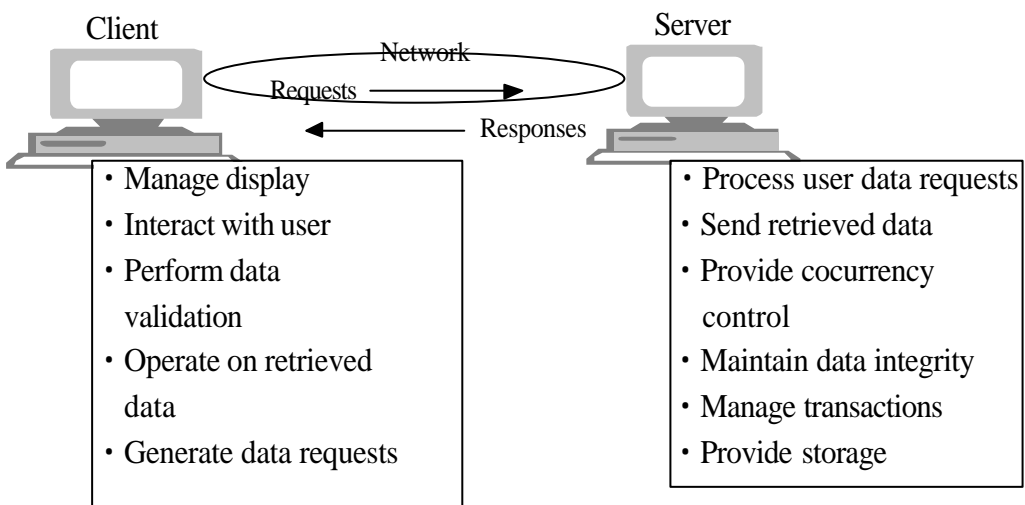 Client
Server
Network
Requests
Responses
・Manage display
・Interact with user
・Perform data
validation
・Operate on retrieved
data
・Generate data requests
・Process user data requests
・Send retrieved data
・Provide cocurrency
control
・Maintain data integrity
・Manage transactions
・Provide storage